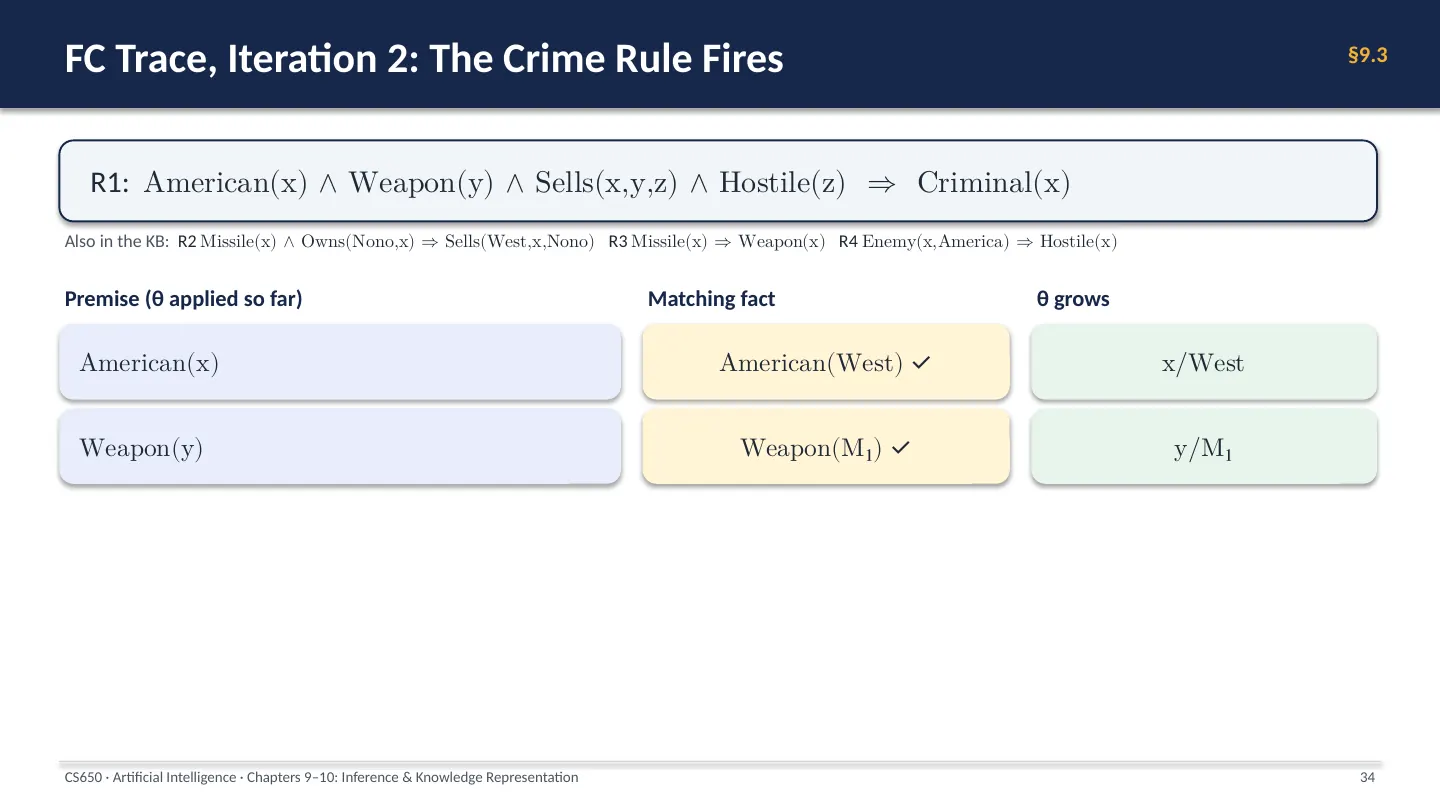 FC Trace, Iteration 2: The Crime Rule Fires
§9.3
R1: American(x) ∧ Weapon(y) ∧ Sells(x,y,z) ∧ Hostile(z) ⇒ Criminal(x)
Also in the KB: R2 Missile(x) ∧ Owns(Nono,x) ⇒ Sells(West,x,Nono) R3 Missile(x) ⇒ Weapon(x) R4 Enemy(x,America) ⇒ Hostile(x)
Premise (θ applied so far) Matching fact θ grows
American(x) American(West) ✓ x/West
Weapon(y) Weapon(M₁) ✓ y/M₁
CS650 · Artificial Intelligence · Chapters 9–10: Inference & Knowledge Representation 34